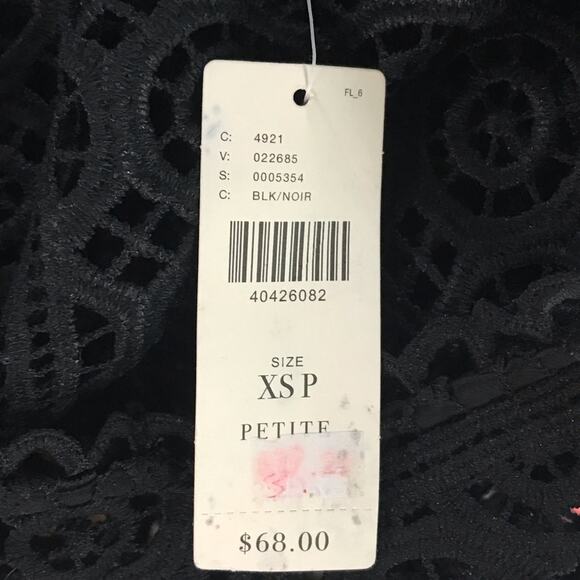 FL_6
C: 4921
V: 022685
S: 0005354
C: BLK/NOIR
40426082
SIZE
XS P
PETITE
$68.00